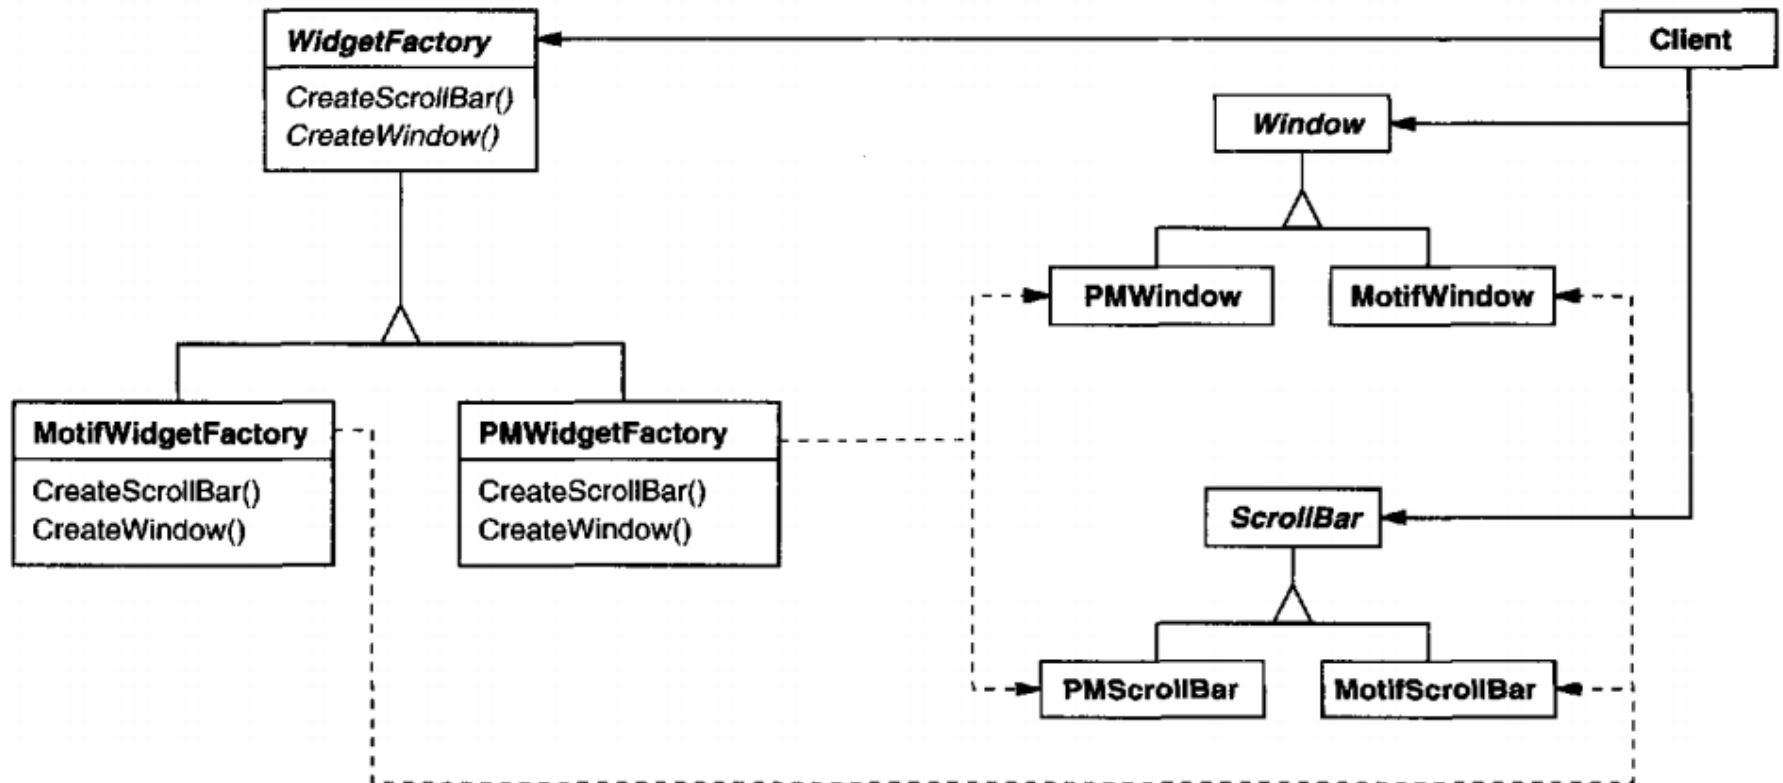 WidgetFactory
CreateScrollBar()
CreateWindow()
Client
Window
PMWindow
MotifWindow
MotifWidgetFactory
CreateScrollBar()
CreateWindow()
PMWidgetFactory
CreateScrollBar()
CreateWindow()
ScrollBar
PMScrollBar
MotifScrollBar